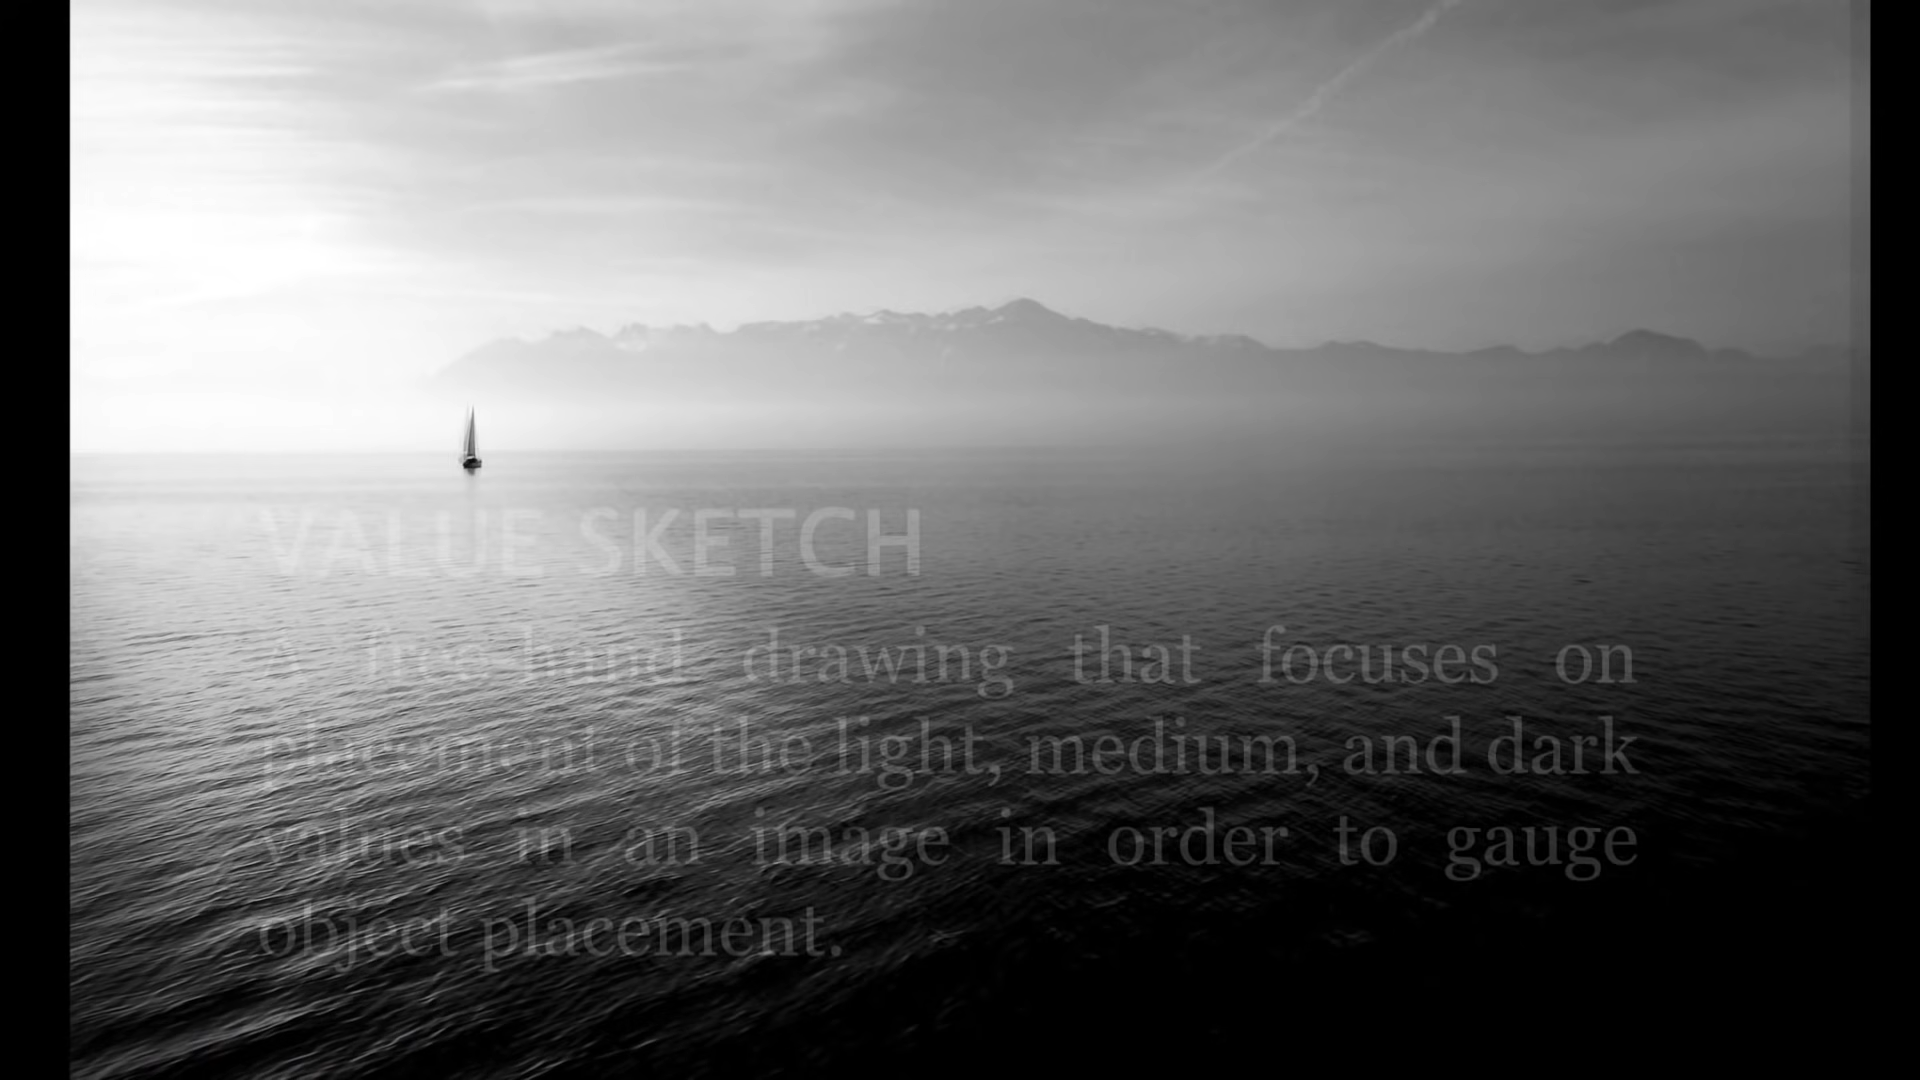 VALUE SKETCH
A free-hand drawing that focuses on
placement of the light, medium, and dark
values in an image in order to gauge
object placement.